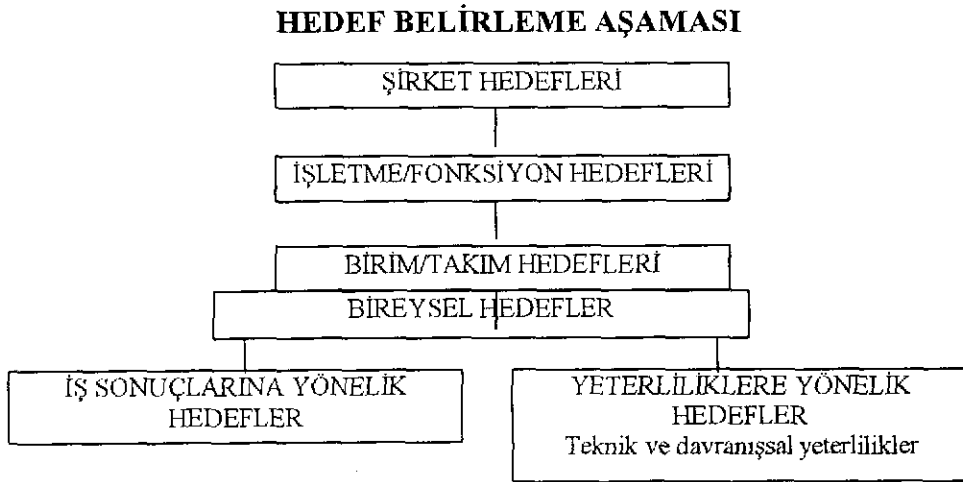 HEDEF BELİRLEME AŞAMASI
ŞİRKET HEDEFLERİ
İŞLETME/FONKSİYON HEDEFLERİ
BİRİM/TAKIM HEDEFLERİ
BİREYSEL HEDEFLER
İŞ SONUÇLARINA YÖNELİK
HEDEFLER
YETERLİLİKLERE YÖNELİK
HEDEFLER
Teknik ve davranışsal yeterlilikler